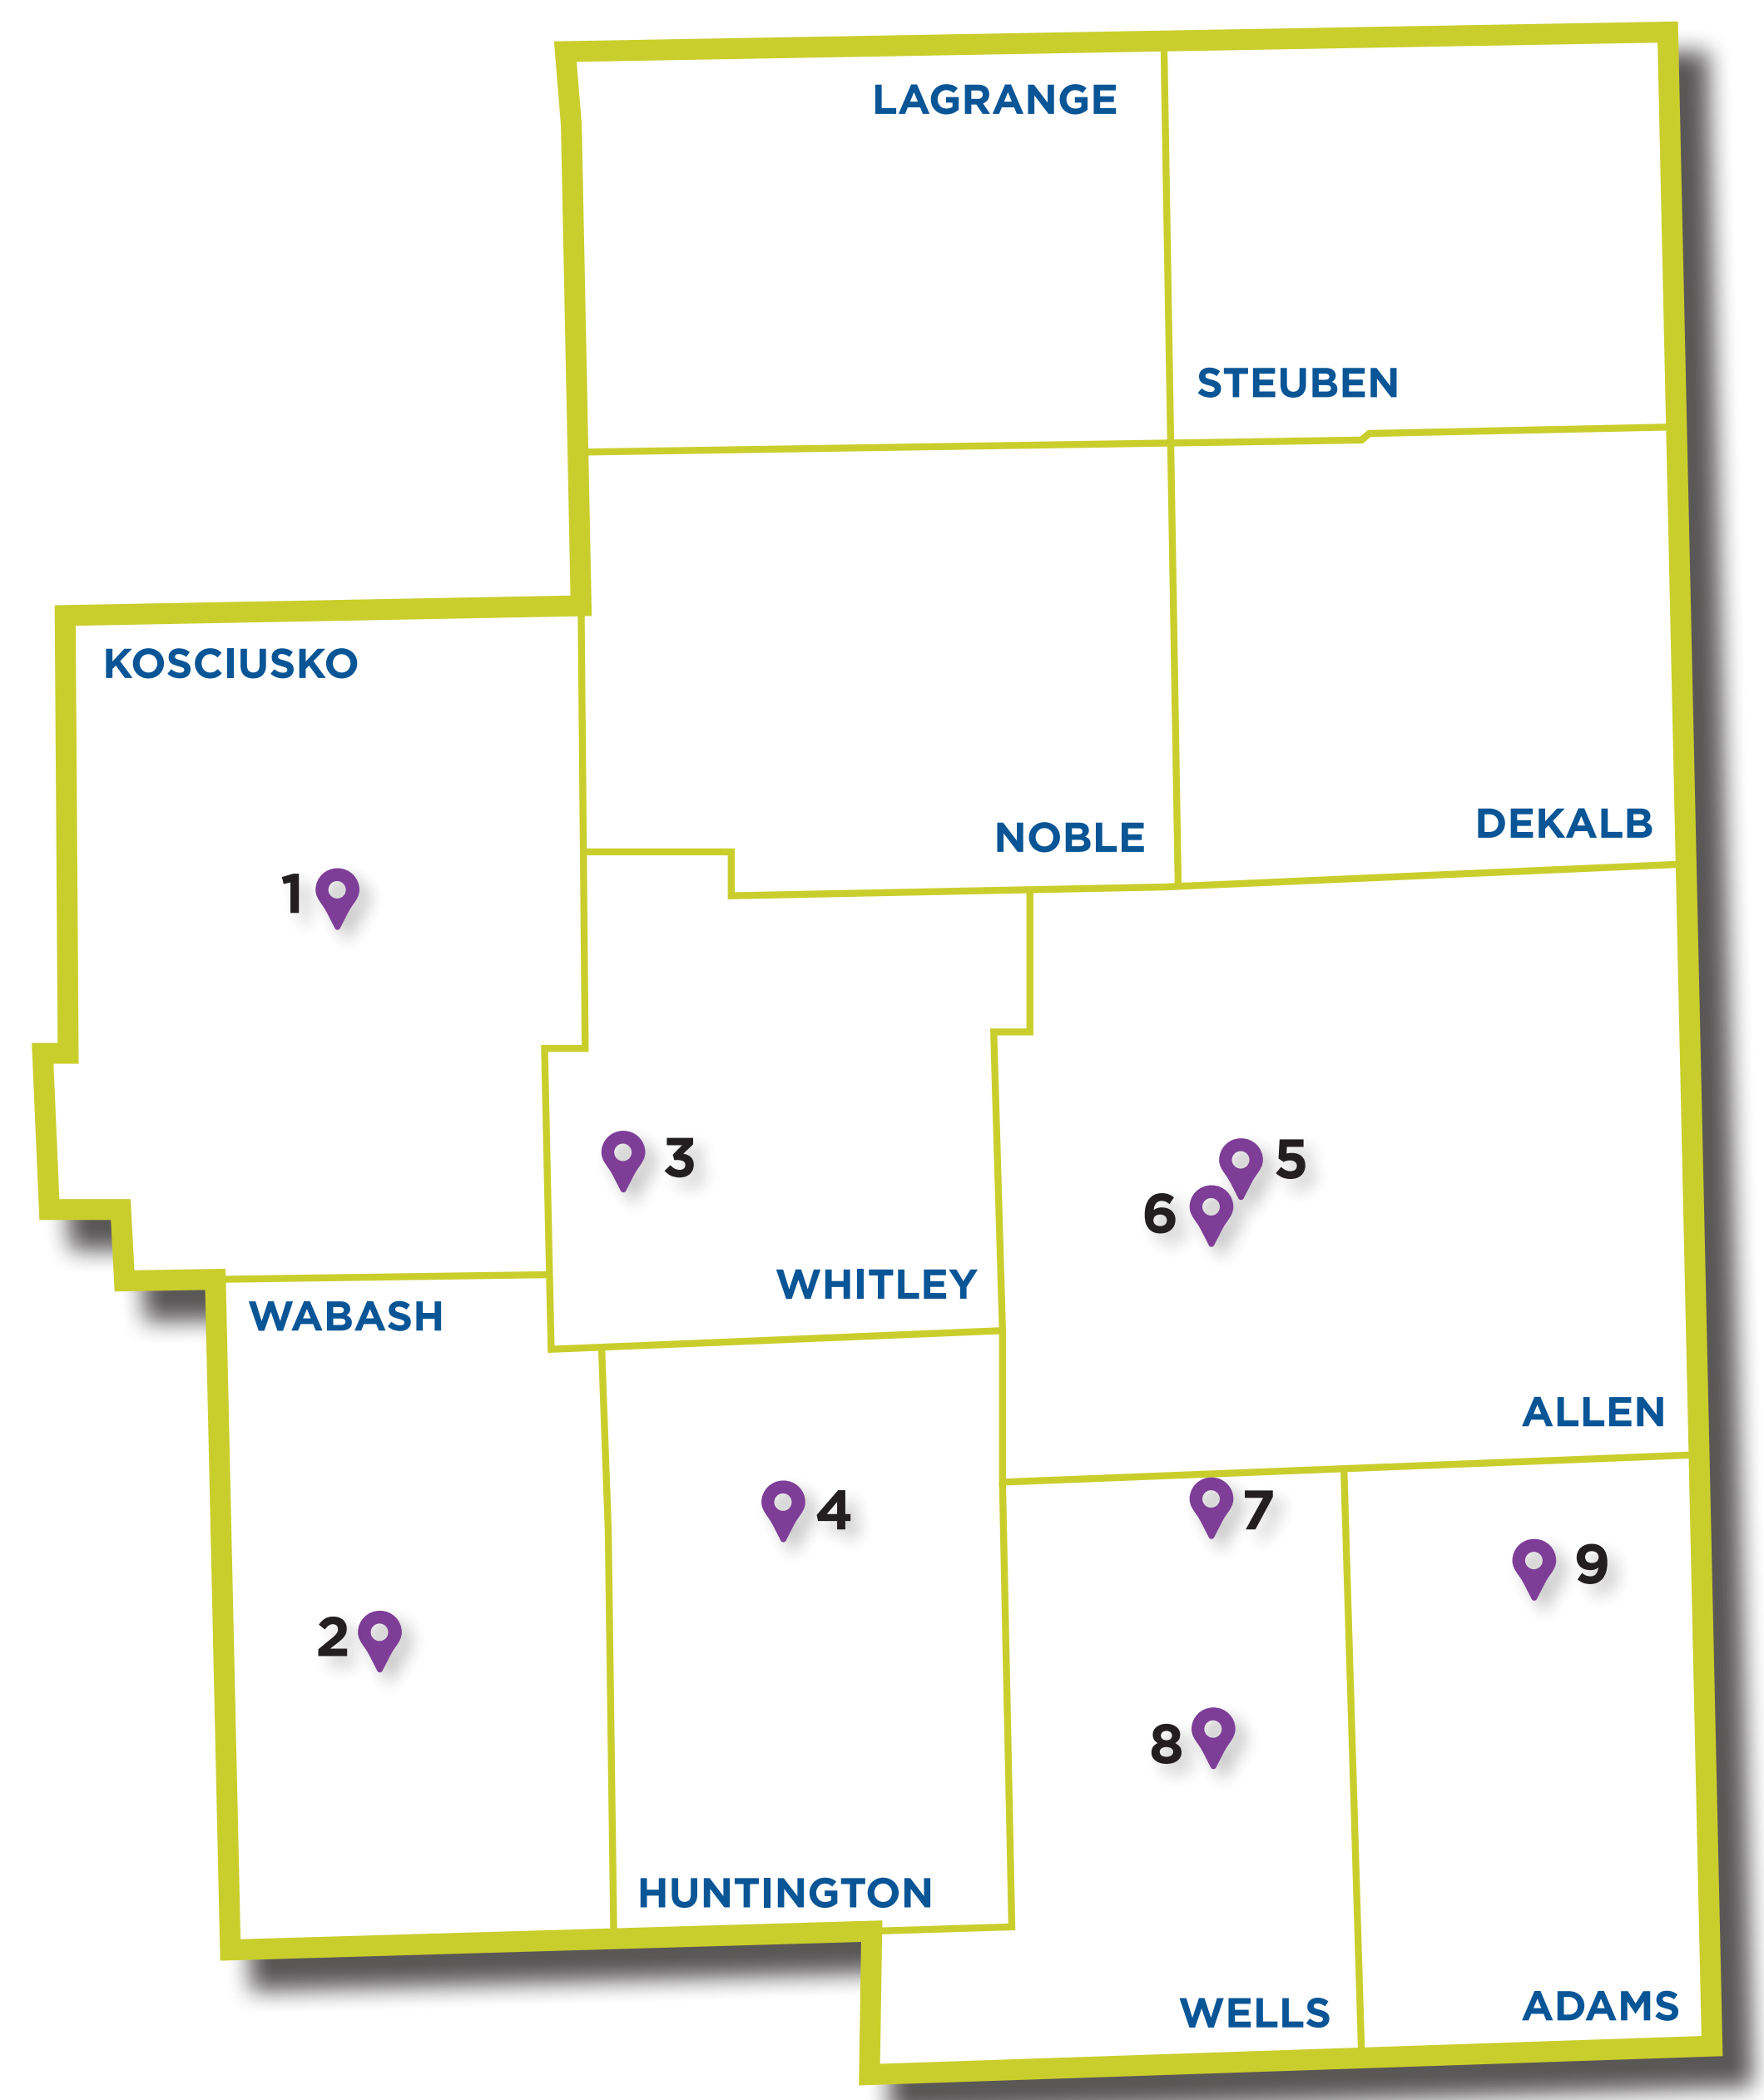 LAGRANGE
STEUBEN
KOSCIUSKO
NOBLE
DEKALB
1
3
5
6
WHITLEY
WABASH
ALLEN
4
7
9
2
8
HUNTINGTON
WELLS
ADAMS